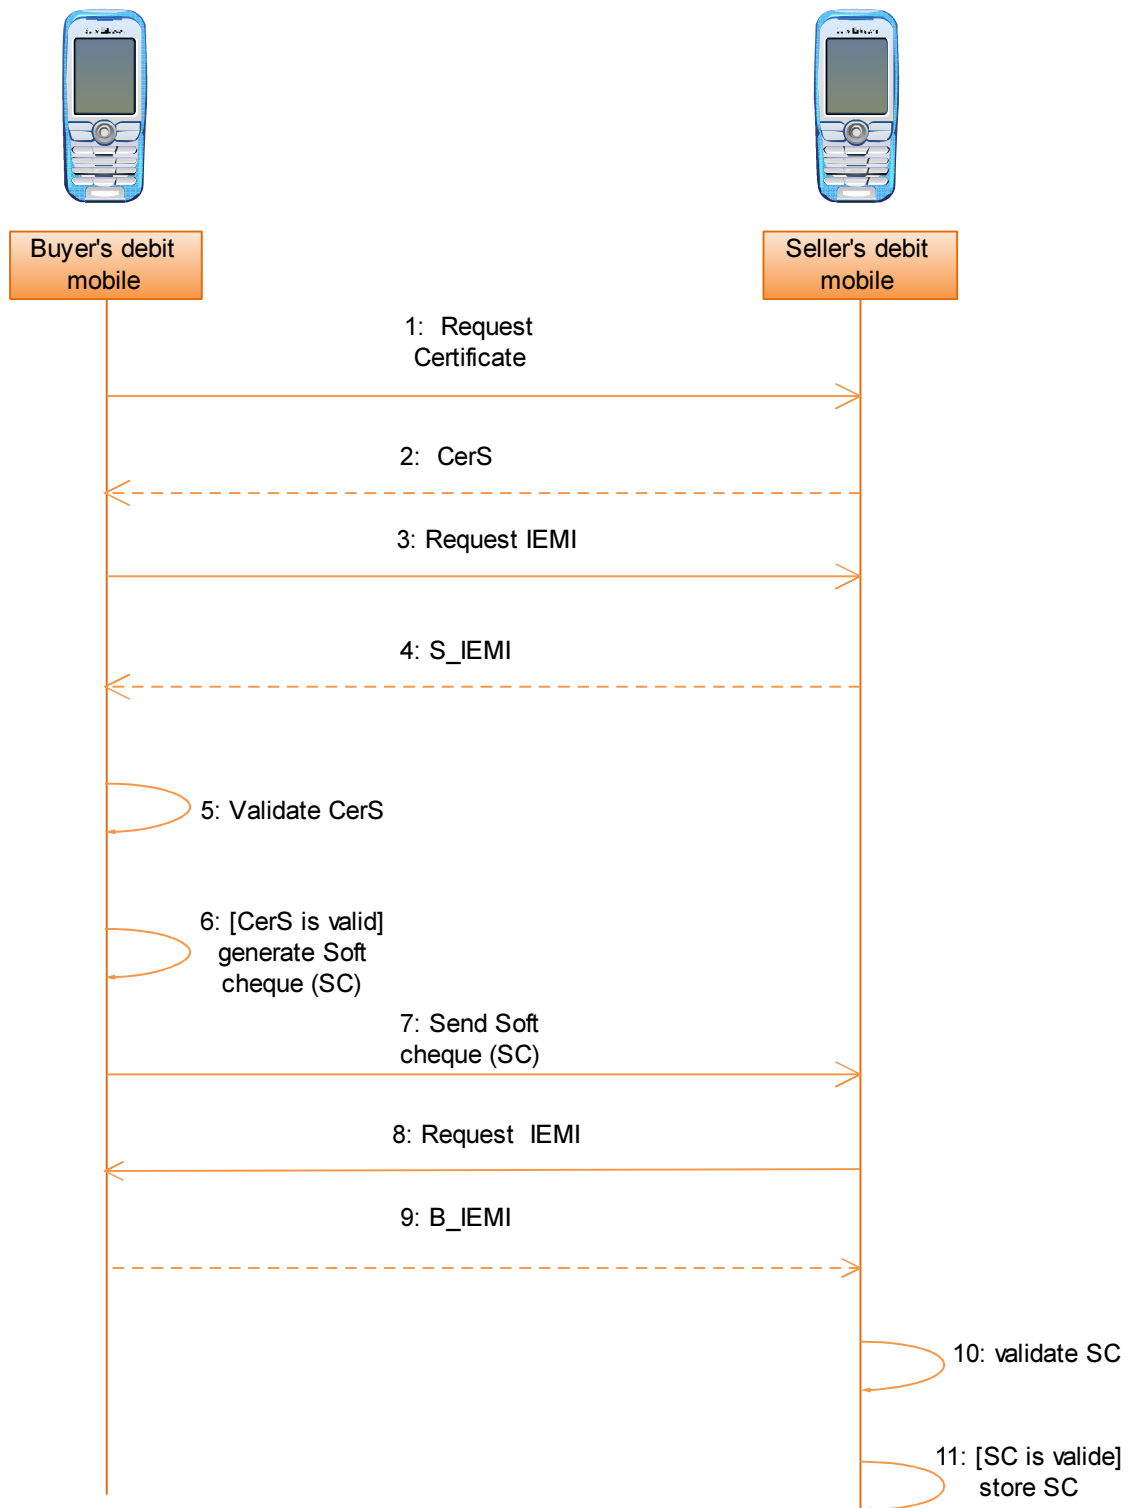 Buyer's debit
mobile
Seller's debit
mobile
1: Request
Certificate
2: CerS
3: Request IEMI
4: S_IEMI
5: Validate CerS
6: [CerS is valid]
generate Soft
cheque (SC)
7: Send Soft
cheque (SC)
8: Request IEMI
9: B_IEMI
10: validate SC
11: [SC is valide]
store SC